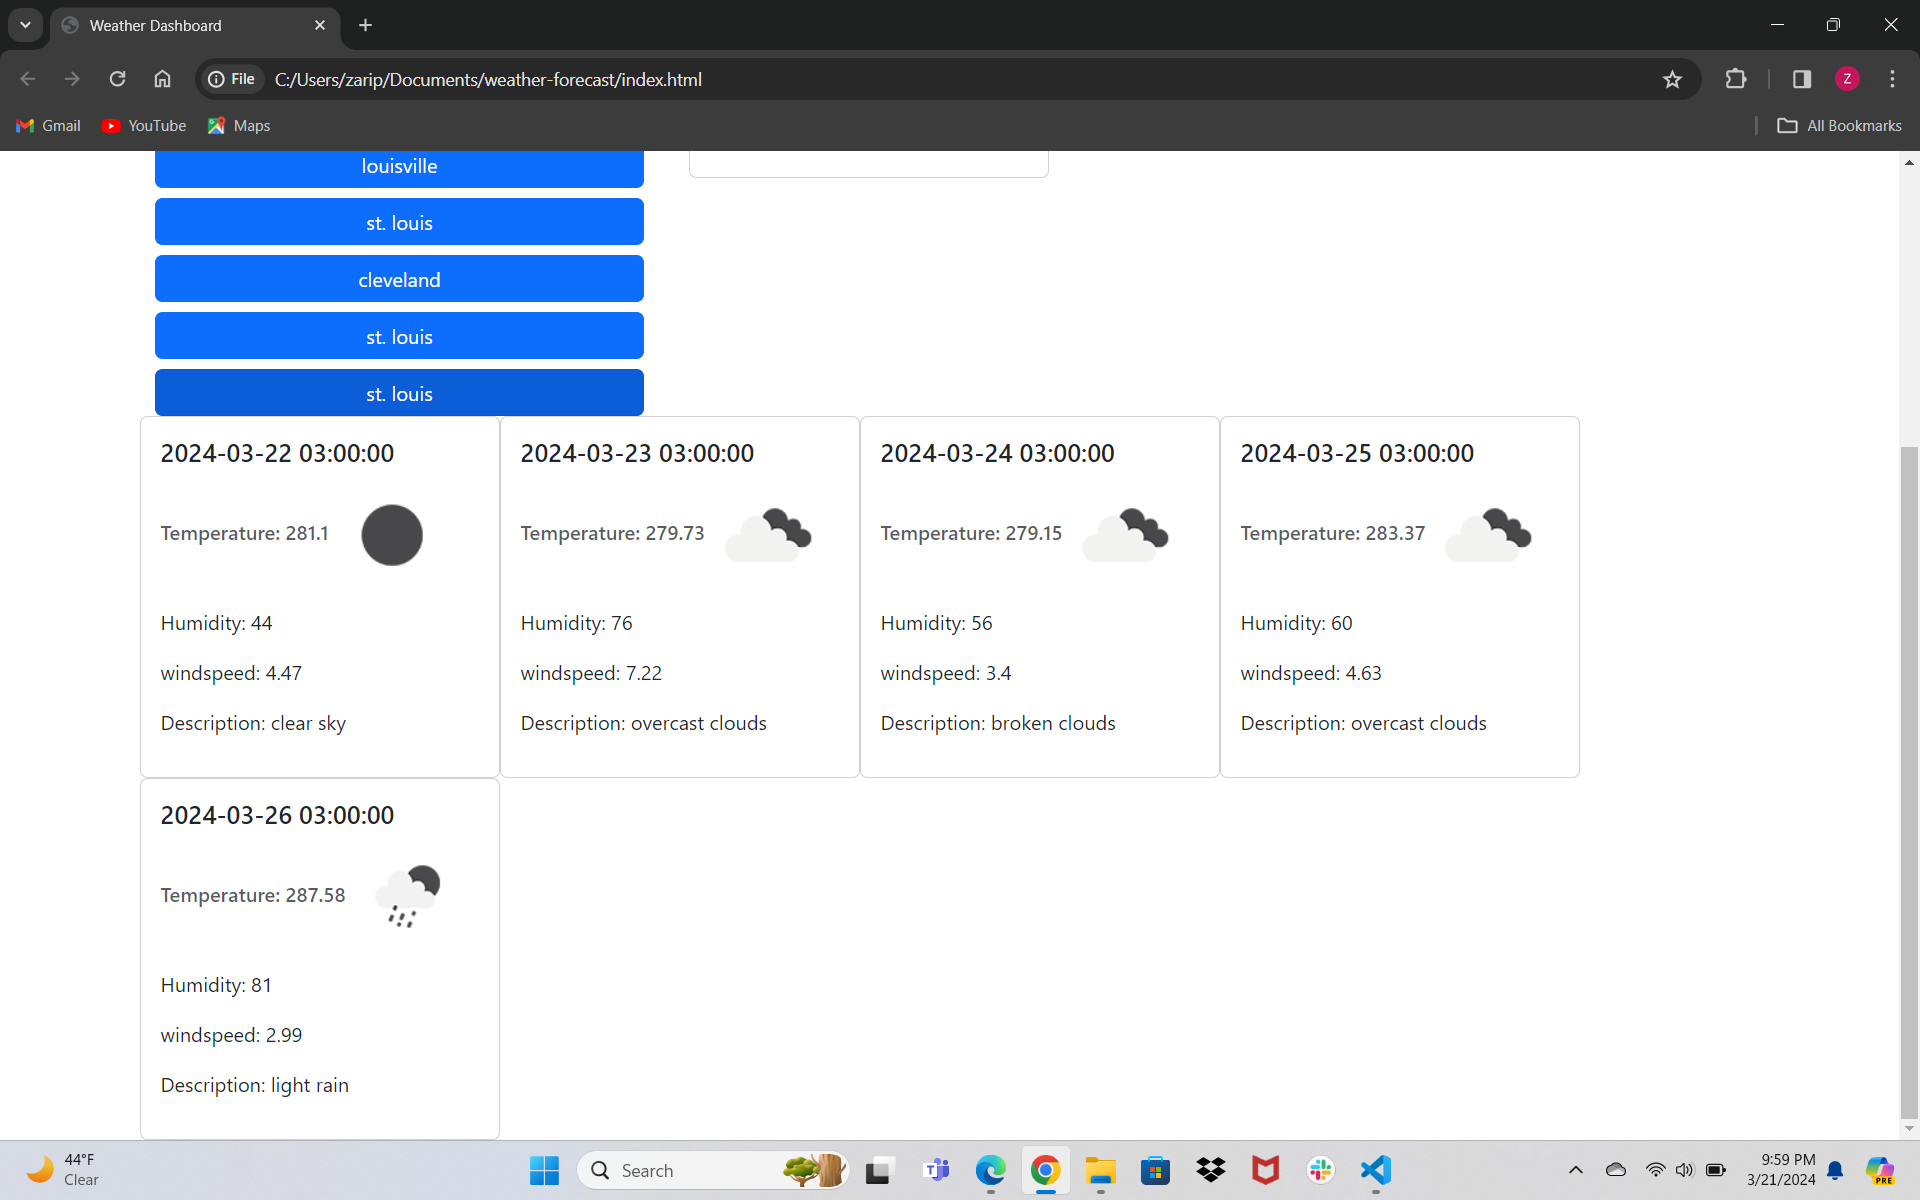 Weather Dashboard
File
C:/Users/zarip/Documents/weather-forecast/index.html
Z
Gmail
YouTube
Maps
All Bookmarks
louisville
st. louis
cleveland
st. louis
st. louis
2024-03-22 03:00:00
Temperature: 281.1
Humidity: 44
windspeed: 4.47
Description: clear sky
2024-03-23 03:00:00
Temperature: 279.73
Humidity: 76
windspeed: 7.22
Description: overcast clouds
2024-03-24 03:00:00
Temperature: 279.15
Humidity: 56
windspeed: 3.4
Description: broken clouds
2024-03-25 03:00:00
Temperature: 283.37
Humidity: 60
windspeed: 4.63
Description: overcast clouds
2024-03-26 03:00:00
Temperature: 287.58
Humidity: 81
windspeed: 2.99
Description: light rain
44°F
Clear
Search
9:59 PM
3/21/2024
PRE